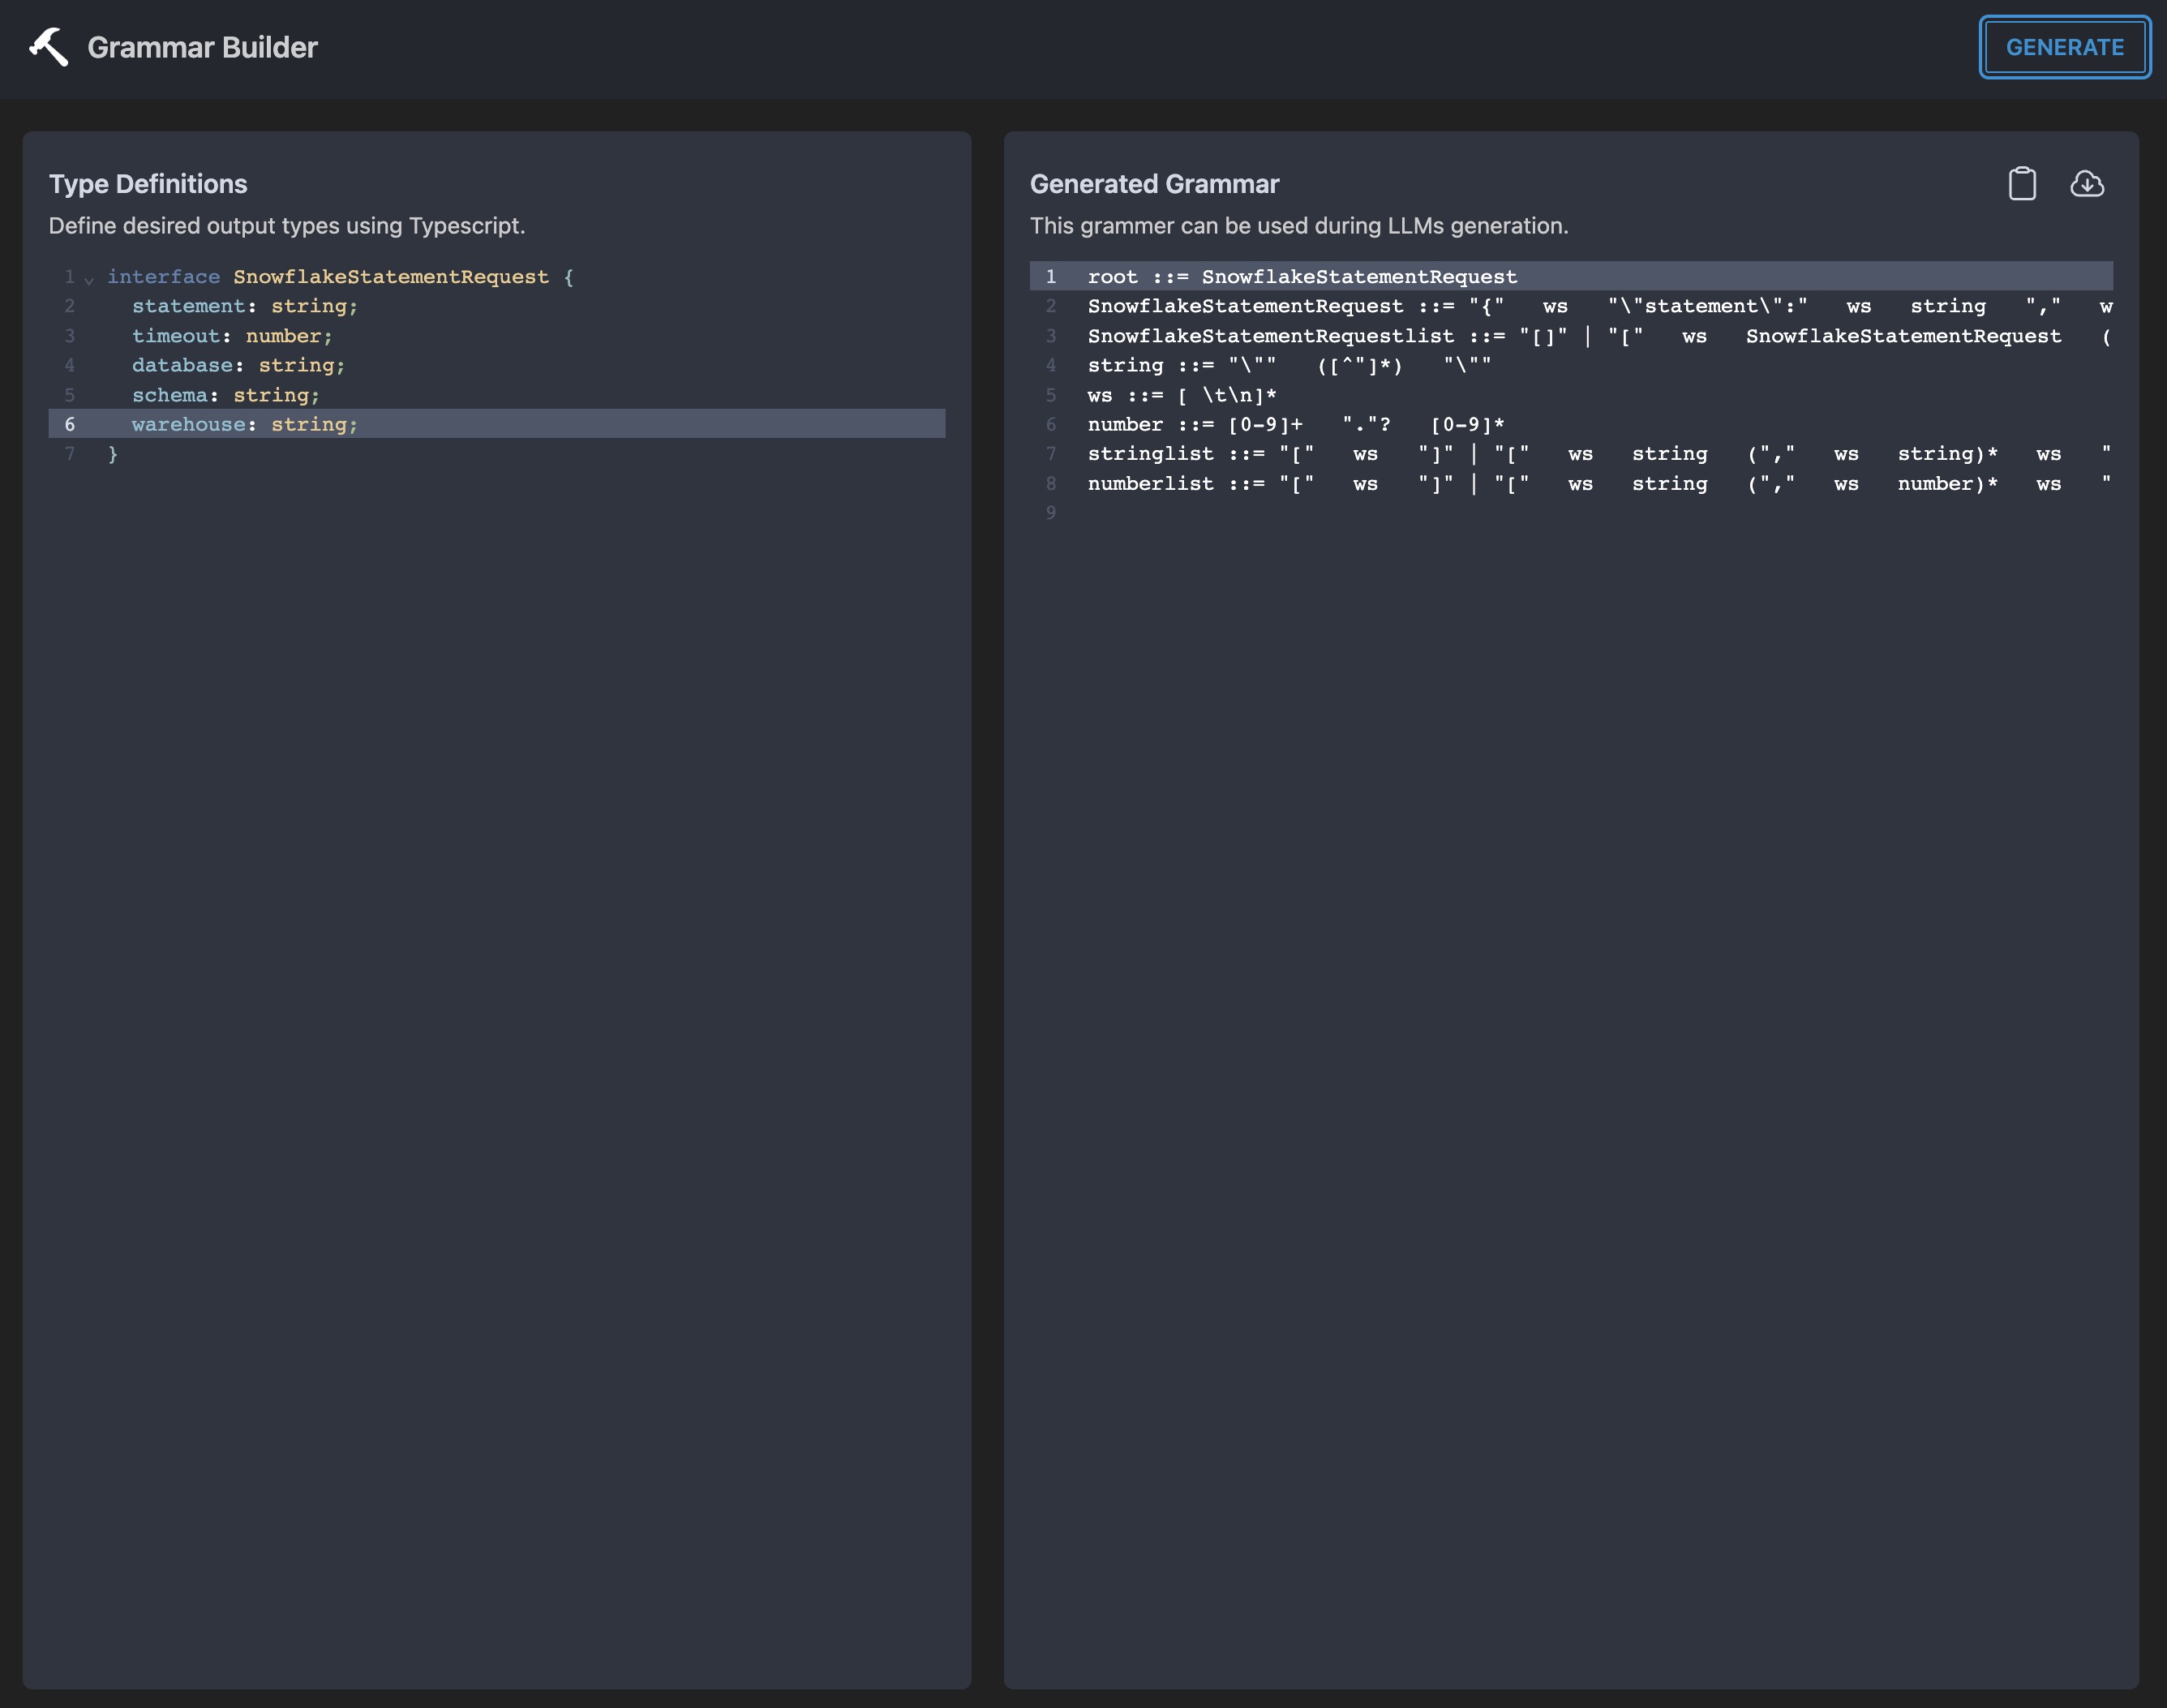 Grammar Builder
GENERATE
Type Definitions
Define desired output types using Typescript.
1 interface SnowflakeStatementRequest {
2 statement: string;
3 timeout: number;
4 database: string;
5 schema: string;
6 warehouse: string;
7 }
Generated Grammar
This grammer can be used during LLMs generation.
1 root ::= SnowflakeStatementRequest
2 SnowflakeStatementRequest ::= "{"   ws   "\"statement\":"   ws   string   ","   w
3 SnowflakeStatementRequestlist ::= "[]" | "["   ws   SnowflakeStatementRequest   (
4 string ::= "\""   ([^"]*)   "\""
5 ws ::= [ \t\n]*
6 number ::= [0-9]+   "."?   [0-9]*
7 stringlist ::= "["   ws   "]" | "["   ws   string   (","   ws   string)*   ws   "
8 numberlist ::= "["   ws   "]" | "["   ws   string   (","   ws   number)*   ws   "
9